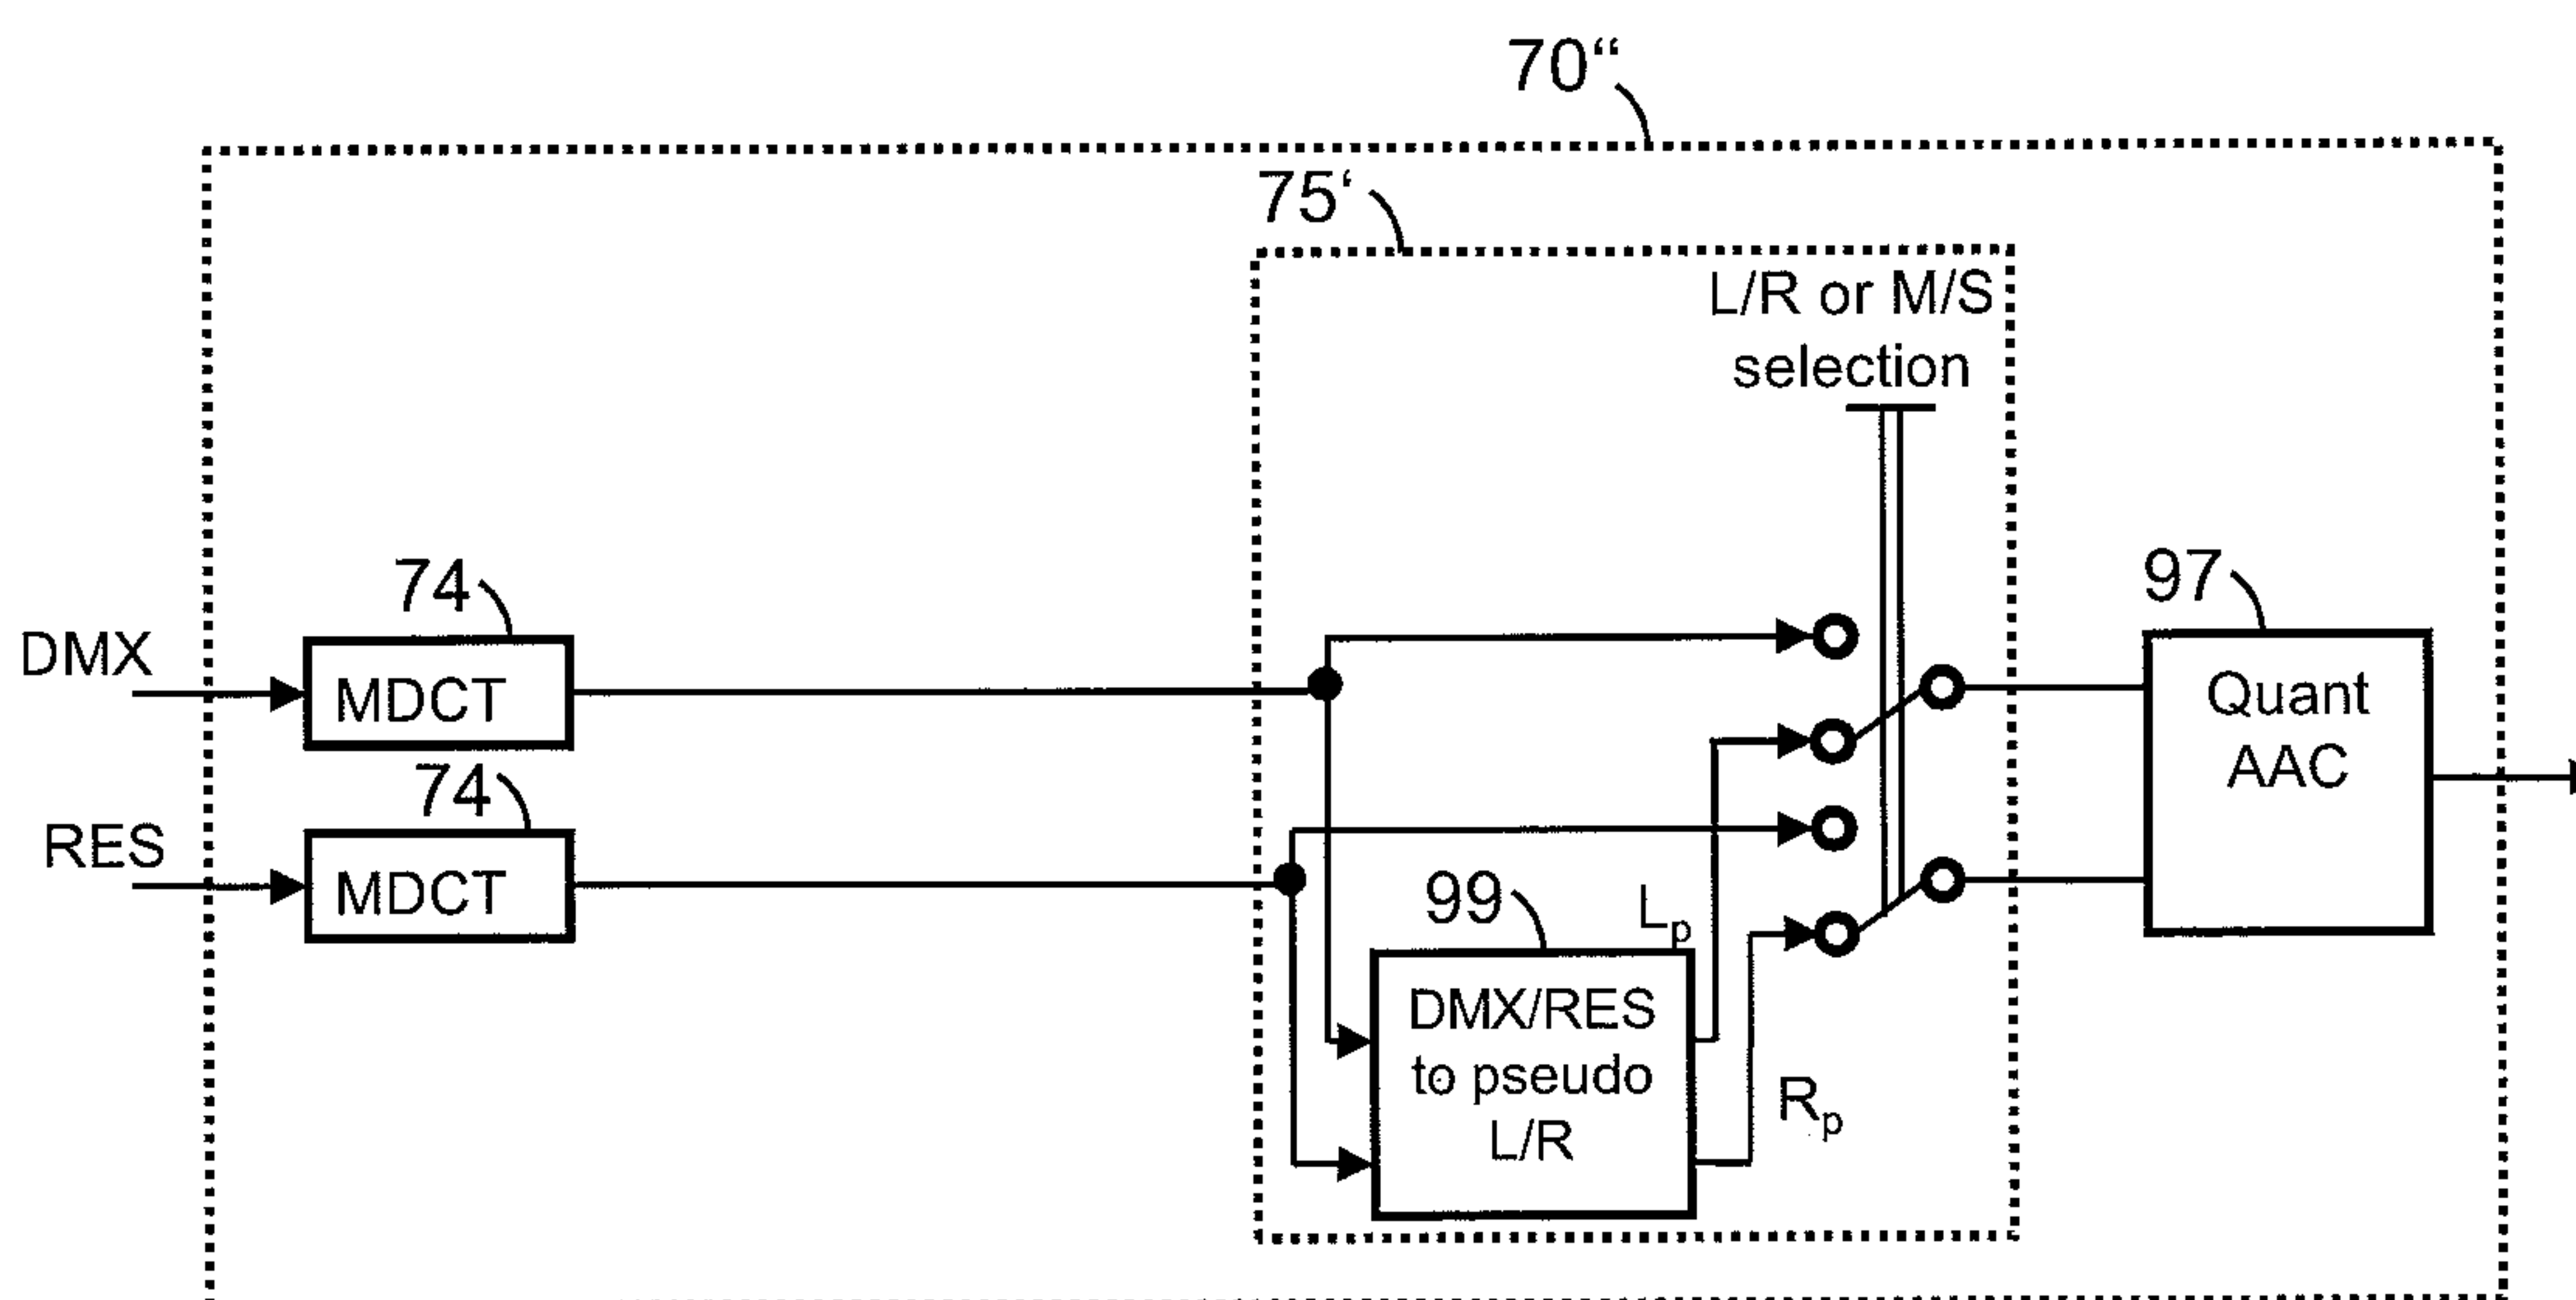 70“
75‘
L/R or M/S
selection
74
97
DMX
MDCT
Quant
AAC
74
RES
MDCT
99
Lp
DMX/RES
to pseudo
L/R
Rp